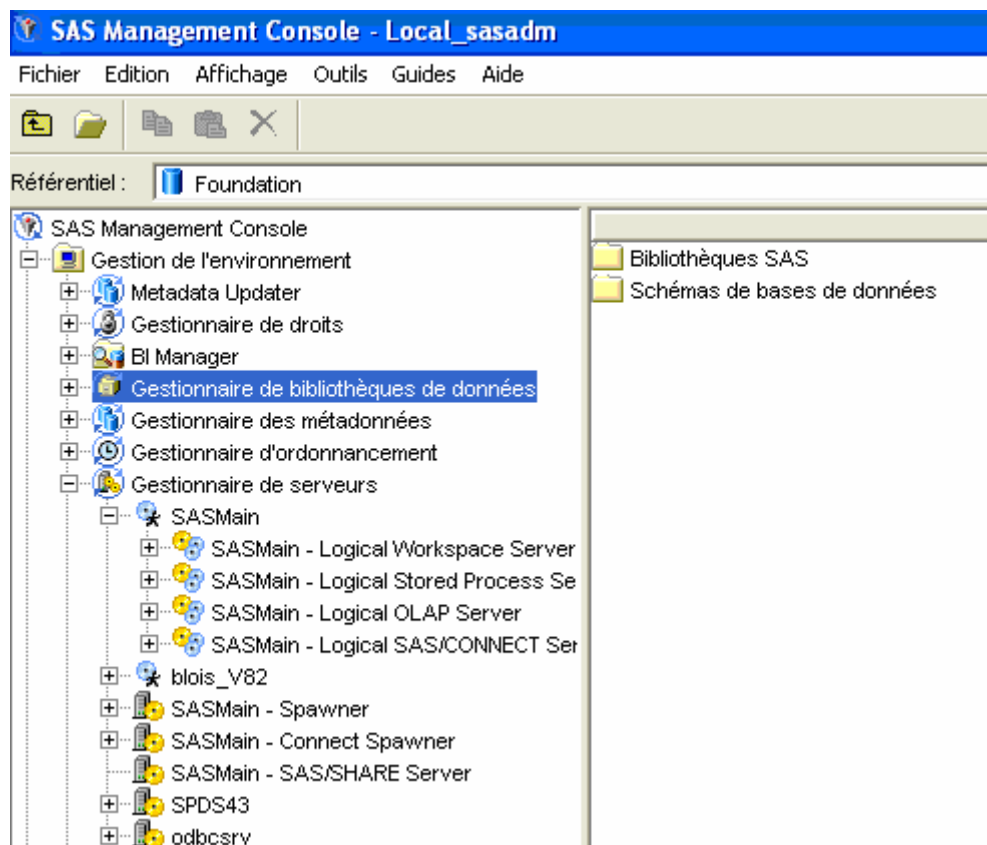 SAS Management Console - Local_sasadm
Fichier Edition Affichage Outils Guides Aide
Référentiel : Foundation
SAS Management Console
Gestion de l'environnement
Metadata Updater
Gestionnaire de droits
BI Manager
Gestionnaire de bibliothèques de données
Gestionnaire des métadonnées
Gestionnaire d'ordonnancement
Gestionnaire de serveurs
SASMain
SASMain - Logical Workspace Server
SASMain - Logical Stored Process Se
SASMain - Logical OLAP Server
SASMain - Logical SAS/CONNECT Ser
blois_V82
SASMain - Spawner
SASMain - Connect Spawner
SASMain - SAS/SHARE Server
SPDS43
odbcsrv
Bibliothèques SAS
Schémas de bases de données